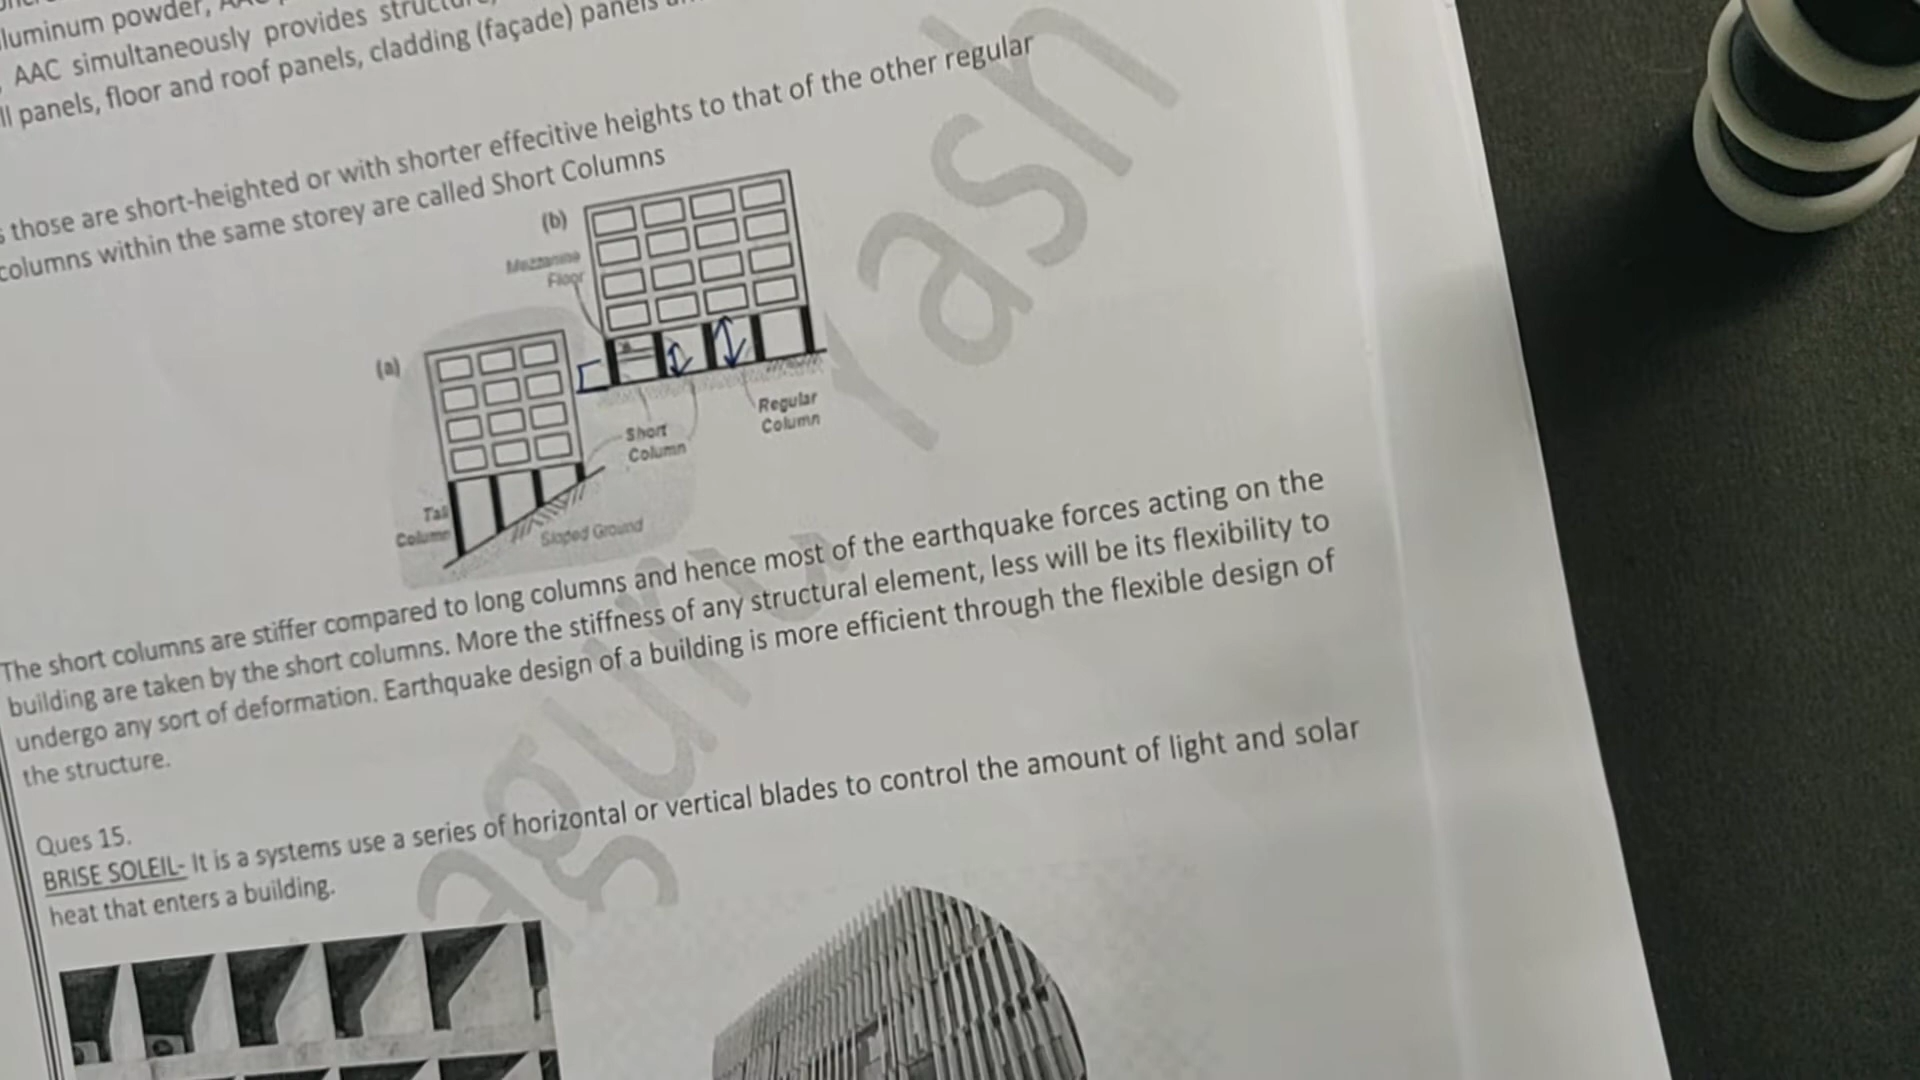 aluminum powder,
AAC simultaneously provides
ll panels, floor and roof panels, cladding (façade) panels
those are short-heighted or with shorter effecitive heights to that of the other regular
columns within the same storey are called Short Columns
(b)
Mezzanine
Floor
(a)
Regular
Column
Short
Column
Tall
Column
Sloped Ground
The short columns are stiffer compared to long columns and hence most of the earthquake forces acting on the
building are taken by the short columns. More the stiffness of any structural element, less will be its flexibility to
undergo any sort of deformation. Earthquake design of a building is more efficient through the flexible design of
the structure.
Ques 15.
BRISE SOLEIL- It is a systems use a series of horizontal or vertical blades to control the amount of light and solar
heat that enters a building.
aguru Yash